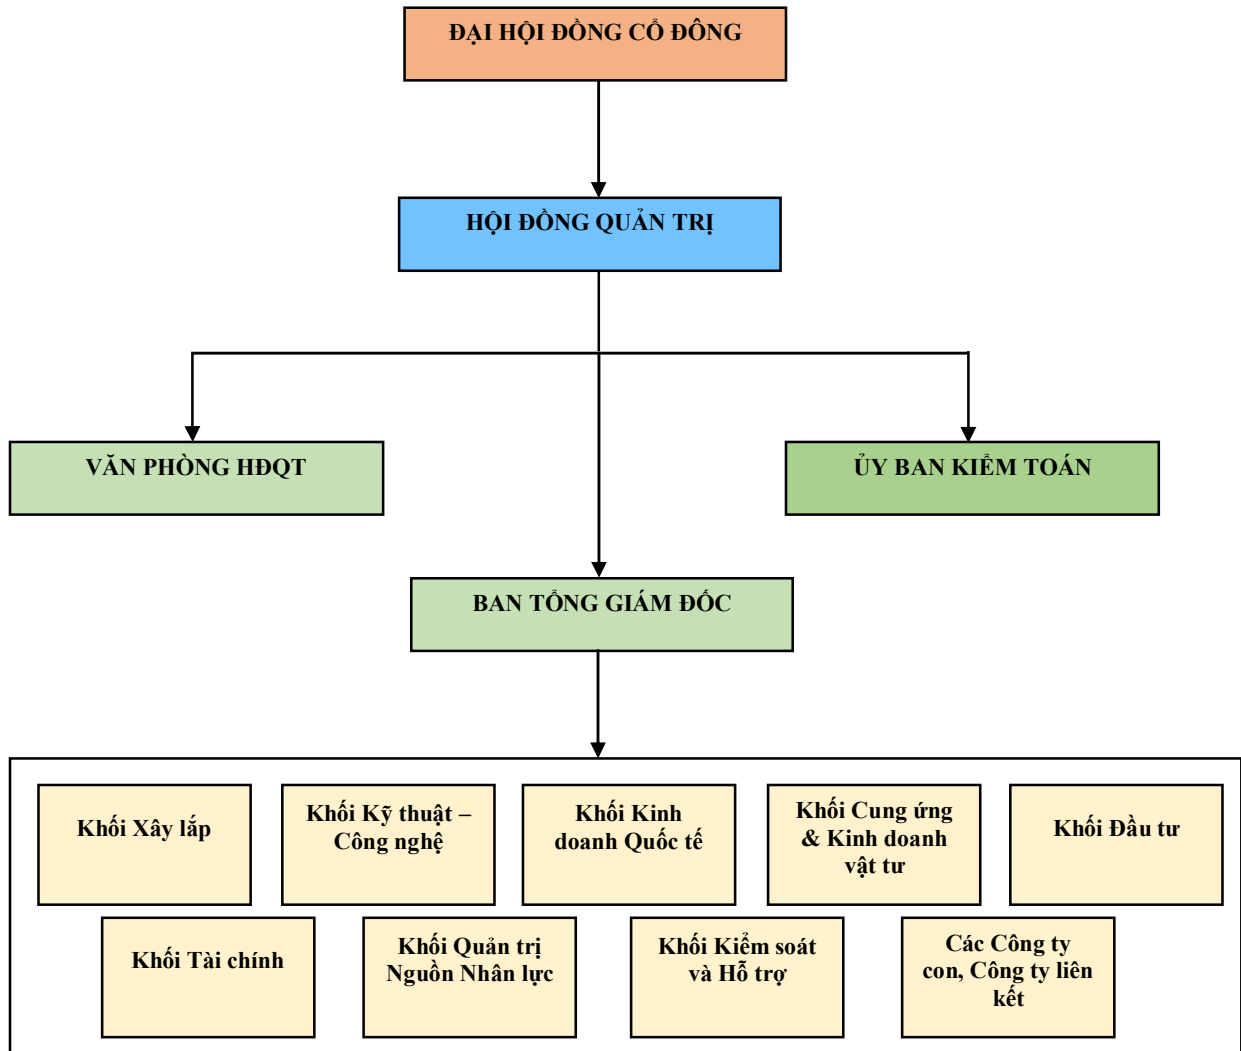 ĐẠI HỘI ĐỒNG CỔ ĐÔNG
HỘI ĐỒNG QUẢN TRỊ
VĂN PHÒNG HĐQT
ỦY BAN KIỂM TOÁN
BAN TỔNG GIÁM ĐỐC
Khối Xây lắp
Khối Kỹ thuật –
Công nghệ
Khối Kinh
doanh Quốc tế
Khối Cung ứng
& Kinh doanh
vật tư
Khối Đầu tư
Khối Tài chính
Khối Quản trị
Nguồn Nhân lực
Khối Kiểm soát
và Hỗ trợ
Các Công ty
con, Công ty liên
kết